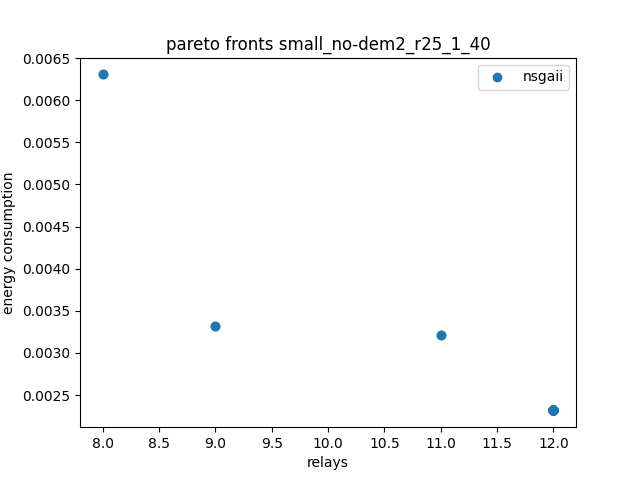 pareto fronts small_no-dem2_r25_1_40
nsgaii
energy consumption
0.0065
0.0060
0.0055
0.0050
0.0045
0.0040
0.0035
0.0030
0.0025
8.0 8.5 9.0 9.5 10.0 10.5 11.0 11.5 12.0
relays